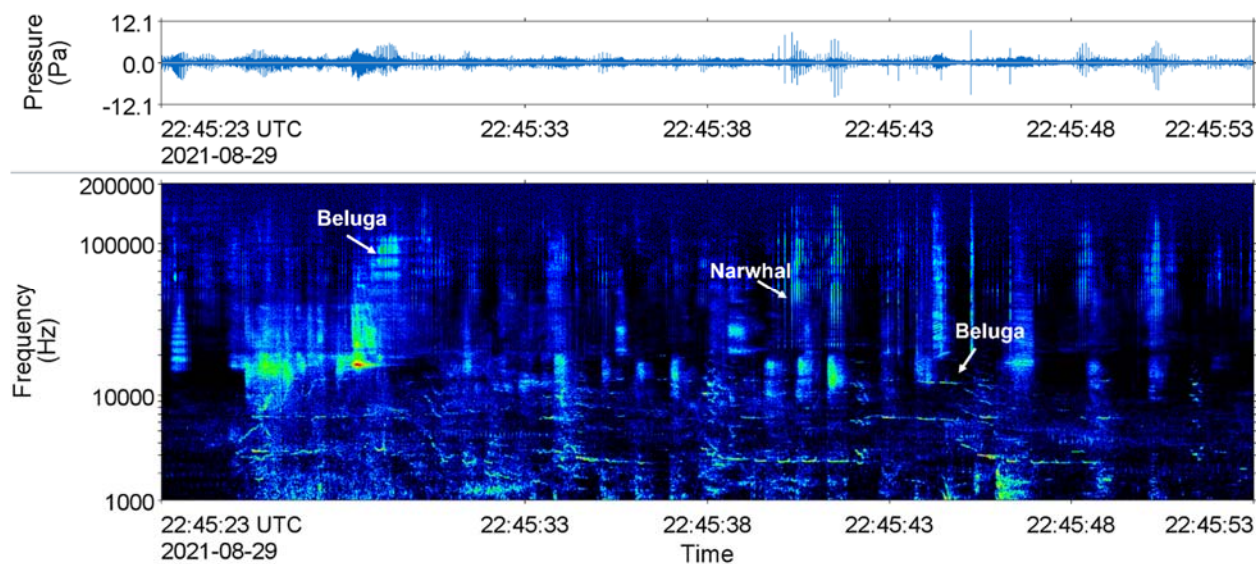 12.1
Pressure
(Pa)
0.0
-12.1
22:45:23 UTC 22:45:33 22:45:38 22:45:43 22:45:48 22:45:53
2021-08-29
200000
Beluga
100000
Narwhal
Frequency
(Hz)
Beluga
10000
1000
22:45:23 UTC 22:45:33 22:45:38 22:45:43 22:45:48 22:45:53
2021-08-29 Time